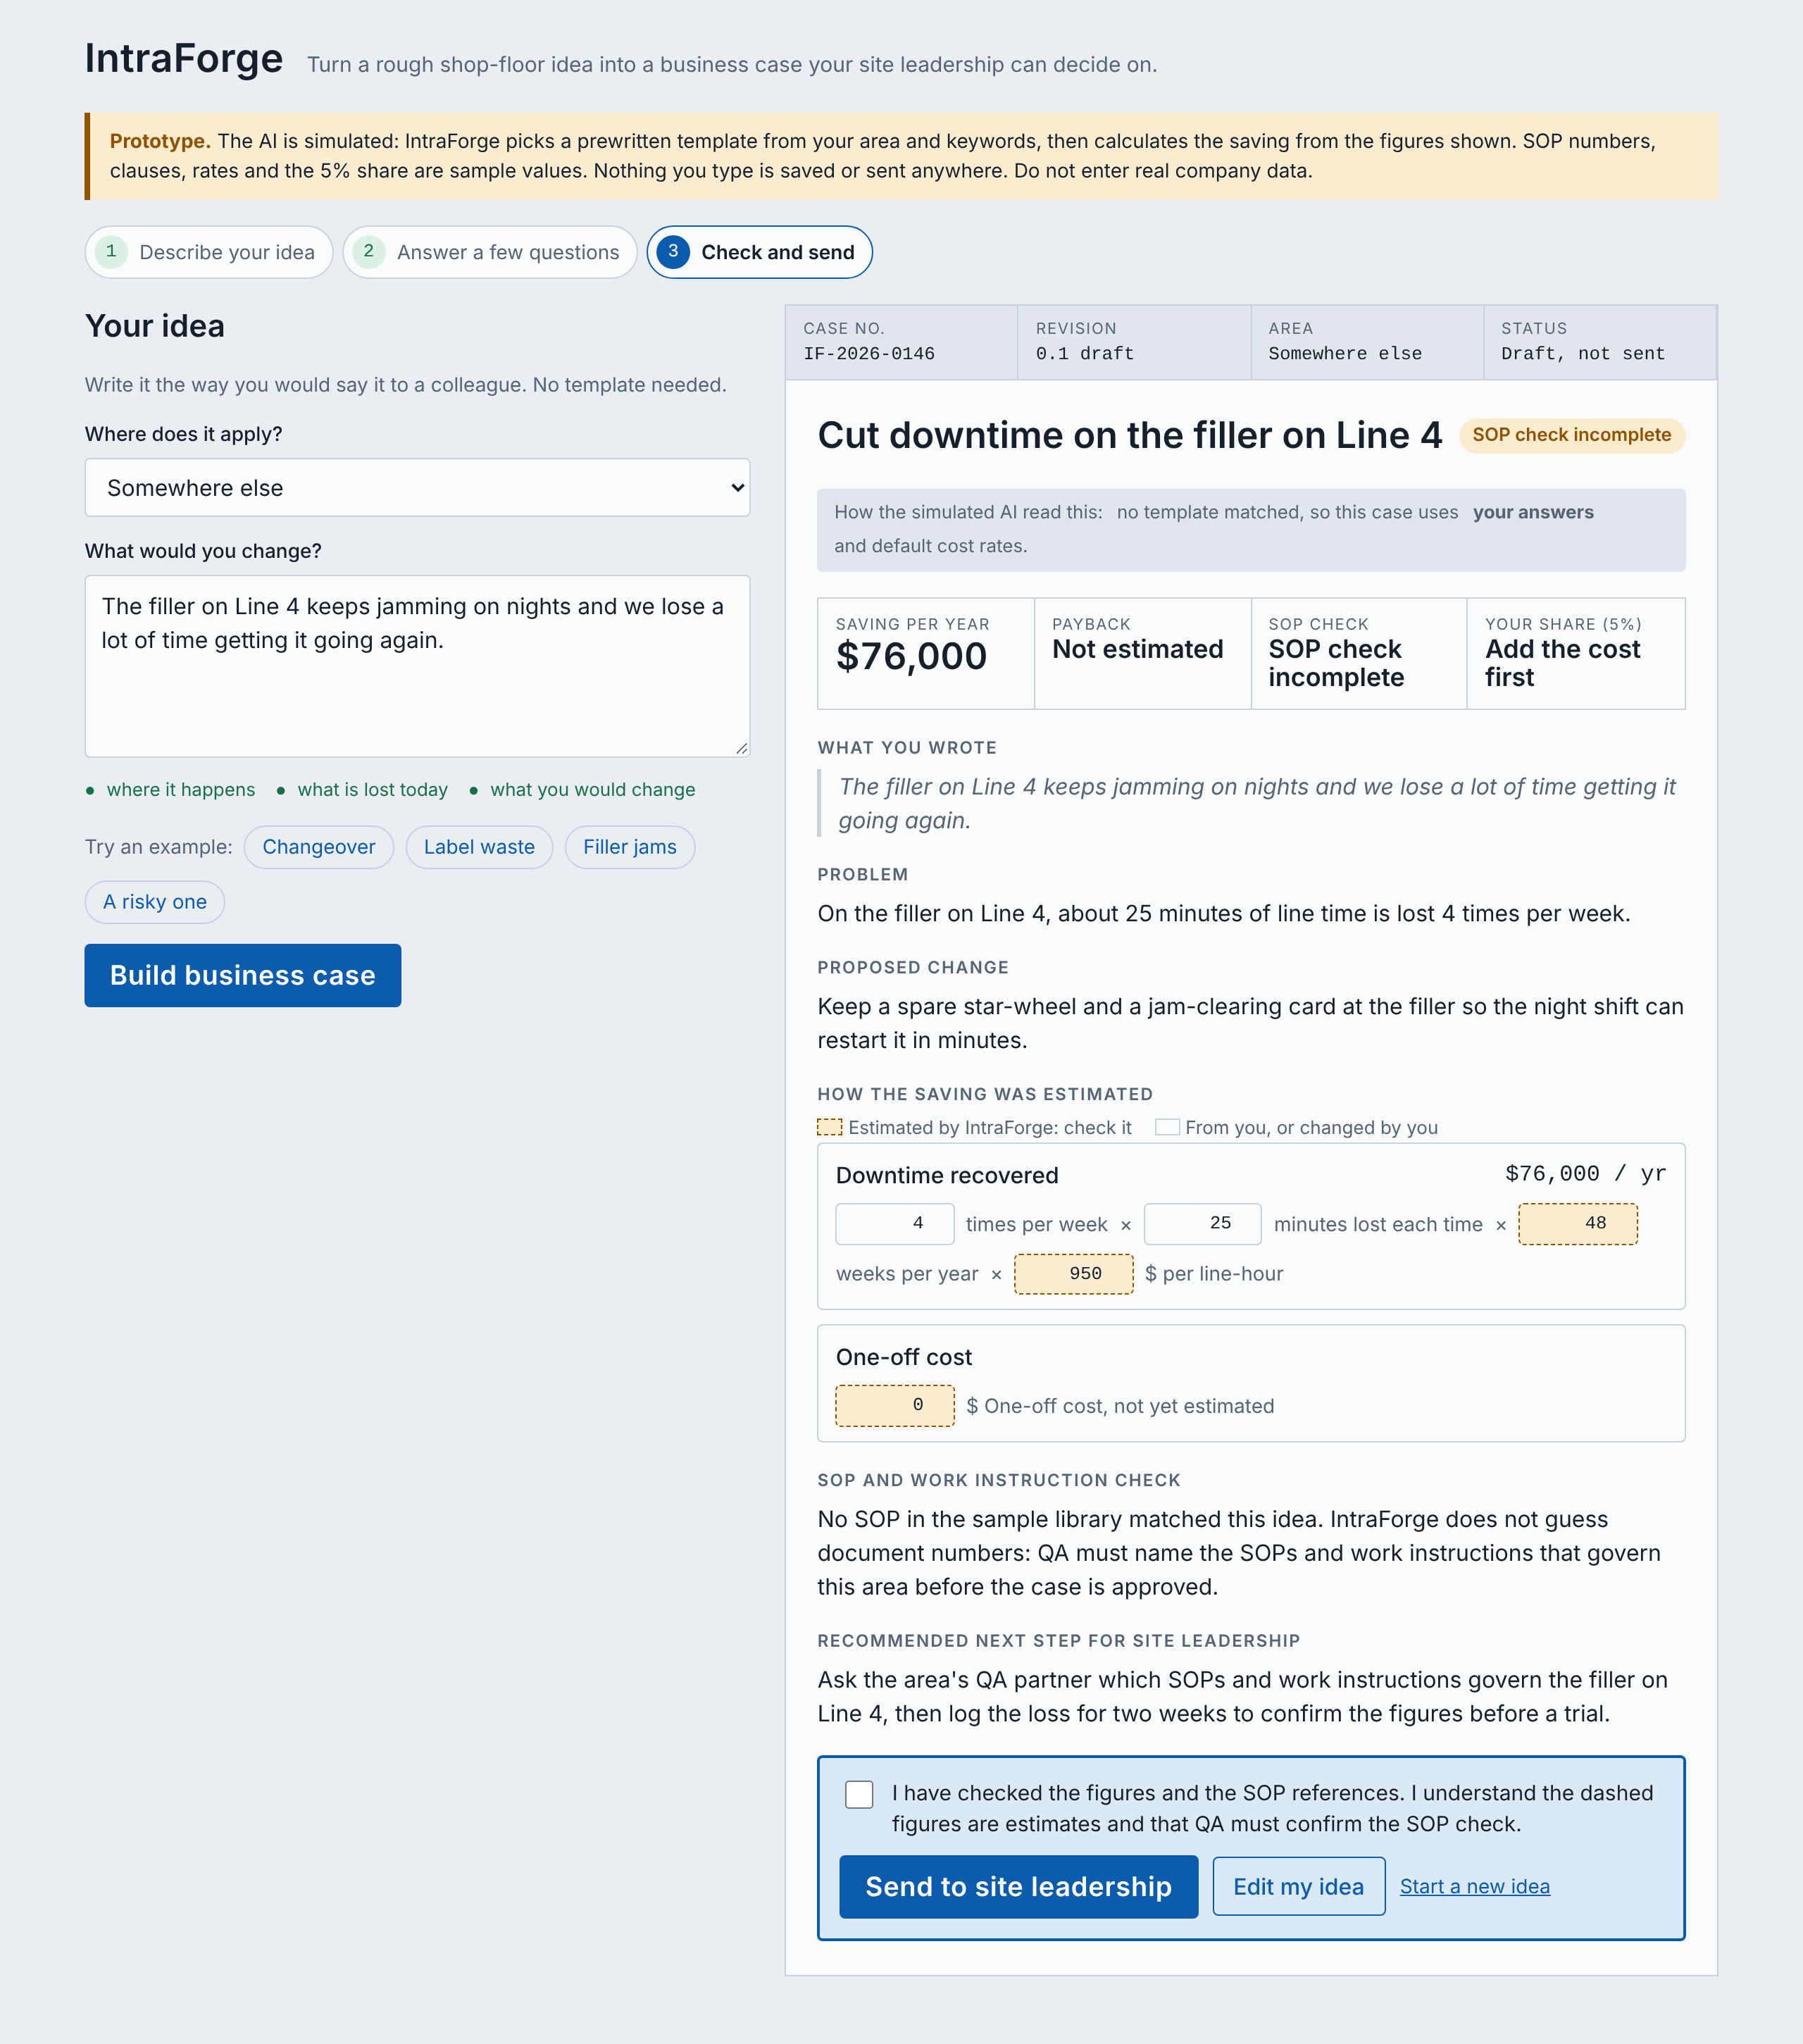 IntraForge Turn a rough shop-floor idea into a business case your site leadership can decide on.
Prototype. The AI is simulated: IntraForge picks a prewritten template from your area and keywords, then calculates the saving from the figures shown. SOP numbers,
clauses, rates and the 5% share are sample values. Nothing you type is saved or sent anywhere. Do not enter real company data.
1 Describe your idea 2 Answer a few questions 3 Check and send
Your idea
Write it the way you would say it to a colleague. No template needed.
Where does it apply?
Somewhere else
What would you change?
The filler on Line 4 keeps jamming on nights and we lose a
lot of time getting it going again.
● where it happens ● what is lost today ● what you would change
Try an example: Changeover Label waste Filler jams
A risky one
Build business case
CASE NO. REVISION AREA STATUS
IF-2026-0146 0.1 draft Somewhere else Draft, not sent
Cut downtime on the filler on Line 4 SOP check incomplete
How the simulated AI read this: no template matched, so this case uses your answers
and default cost rates.
SAVING PER YEAR PAYBACK SOP CHECK YOUR SHARE (5%)
$76,000 Not estimated SOP check Add the cost
incomplete first
WHAT YOU WROTE
The filler on Line 4 keeps jamming on nights and we lose a lot of time getting it
going again.
PROBLEM
On the filler on Line 4, about 25 minutes of line time is lost 4 times per week.
PROPOSED CHANGE
Keep a spare star-wheel and a jam-clearing card at the filler so the night shift can
restart it in minutes.
HOW THE SAVING WAS ESTIMATED
Estimated by IntraForge: check it From you, or changed by you
Downtime recovered $76,000 / yr
4 times per week × 25 minutes lost each time × 48
weeks per year × 950 $ per line-hour
One-off cost
0 $ One-off cost, not yet estimated
SOP AND WORK INSTRUCTION CHECK
No SOP in the sample library matched this idea. IntraForge does not guess
document numbers: QA must name the SOPs and work instructions that govern
this area before the case is approved.
RECOMMENDED NEXT STEP FOR SITE LEADERSHIP
Ask the area's QA partner which SOPs and work instructions govern the filler on
Line 4, then log the loss for two weeks to confirm the figures before a trial.
I have checked the figures and the SOP references. I understand the dashed
figures are estimates and that QA must confirm the SOP check.
Send to site leadership Edit my idea Start a new idea